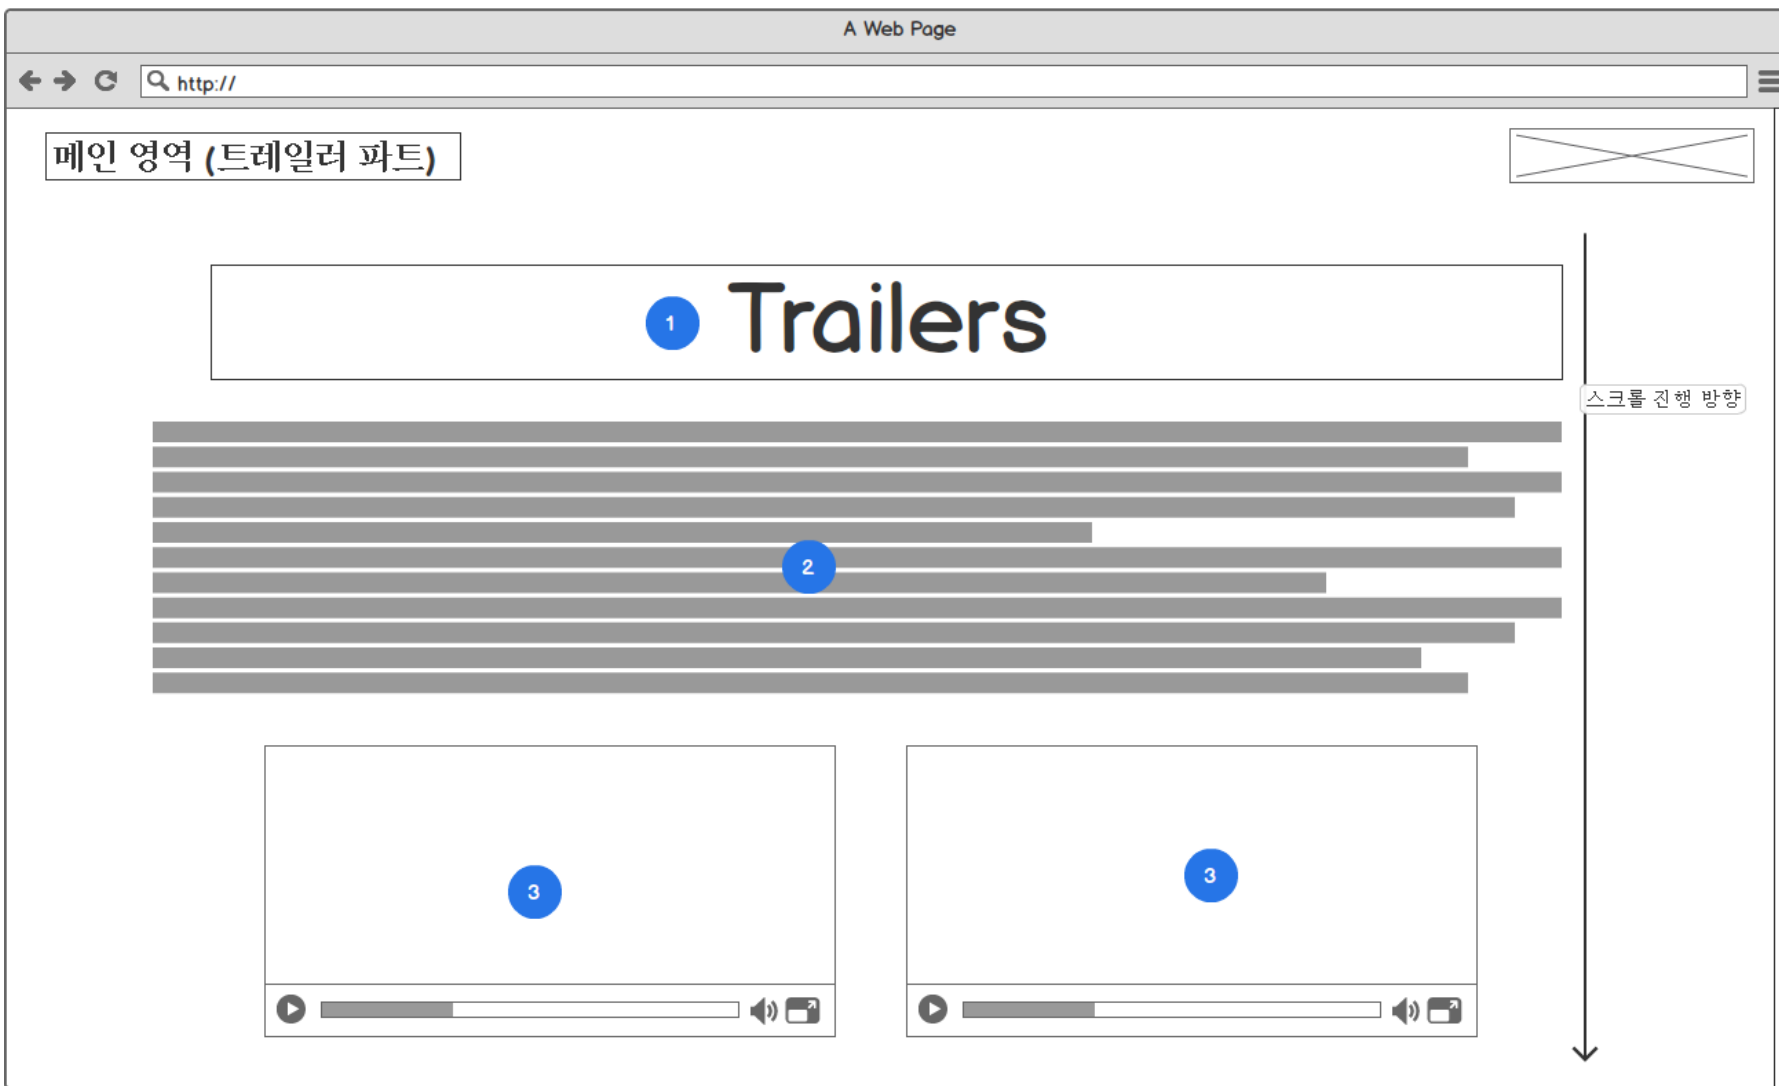 A Web Page
http://
메인 영역 (트레일러 파트)
1 Trailers
스크롤 진행 방향
2
3
3